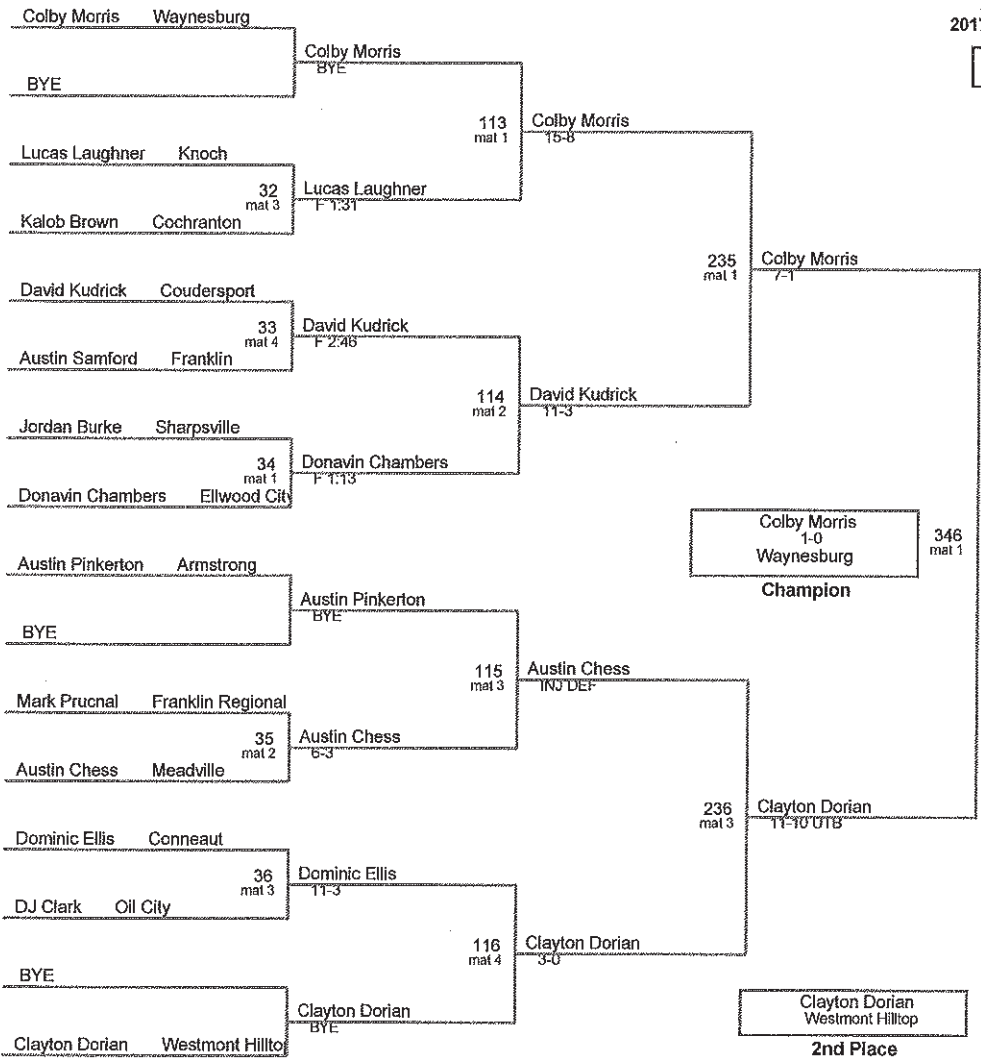 Colby Morris Waynesburg
2017
Colby Morris
BYE
BYE
113
mat 1
Colby Morris
15-8
Lucas Laughner Knoch
32
mat 3
Lucas Laughner
F 1:31
Kalob Brown Cochranton
235
mat 1
Colby Morris
7-1
David Kudrick Coudersport
33
mat 4
David Kudrick
F 2:46
Austin Samford Franklin
114
mat 2
David Kudrick
11-3
Jordan Burke Sharpsville
34
mat 1
Donavin Chambers
F 1:13
Donavin Chambers Ellwood City
Colby Morris
1-0
Waynesburg
346
mat 1
Champion
Austin Pinkerton Armstrong
Austin Pinkerton
BYE
BYE
115
mat 3
Austin Chess
INJ DEF
Mark Prucnal Franklin Regional
35
mat 2
Austin Chess
6-3
Austin Chess Meadville
236
mat 3
Clayton Dorian
11-10 UTB
Dominic Ellis Conneaut
36
mat 3
Dominic Ellis
11-3
DJ Clark Oil City
116
mat 4
Clayton Dorian
3-0
BYE
Clayton Dorian
BYE
Clayton Dorian Westmont Hilltop
Clayton Dorian
Westmont Hilltop
2nd Place